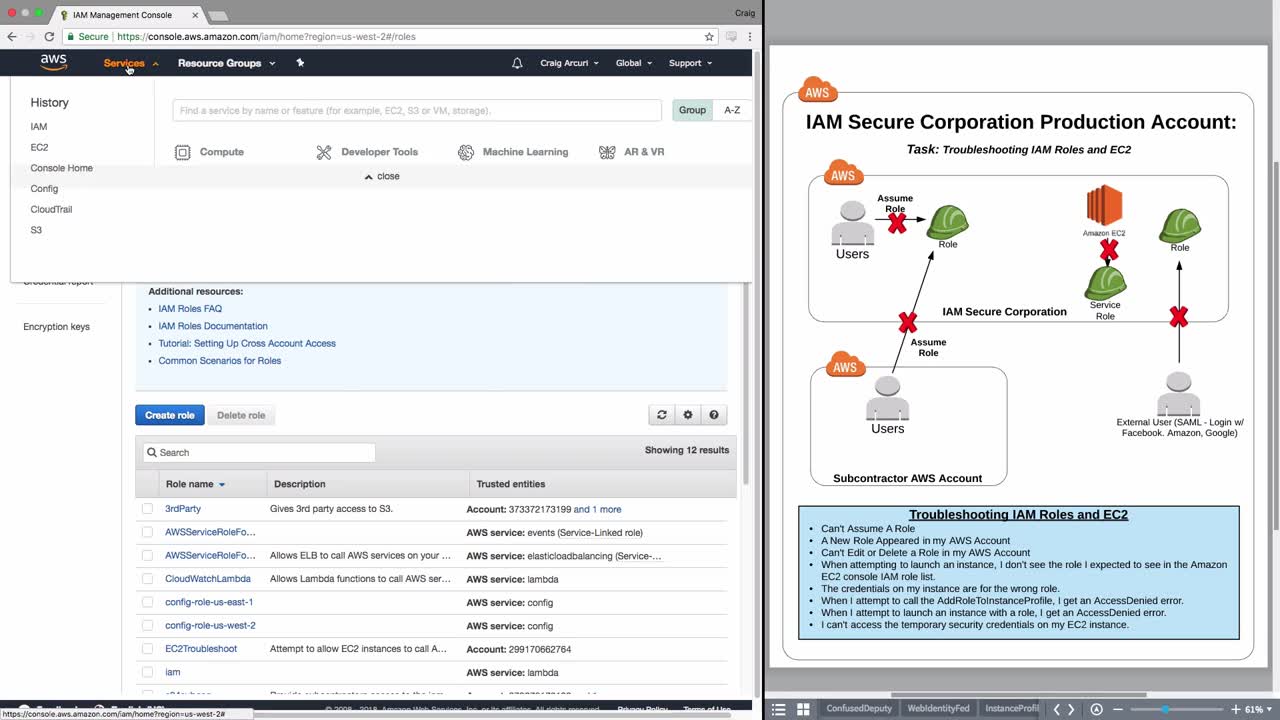 IAM Management Console
Craig
Secure | https://console.aws.amazon.com/iam/home?region=us-west-2#/roles
aws
Services
Resource Groups
Craig Arcuri
Global
Support
History
IAM
EC2
Console Home
Config
CloudTrail
S3
Find a service by name or feature (for example, EC2, S3 or VM, storage).
Group
A-Z
Compute
Developer Tools
Machine Learning
AR & VR
close
Credential report
Encryption keys
Additional resources:
• IAM Roles FAQ
• IAM Roles Documentation
• Tutorial: Setting Up Cross Account Access
• Common Scenarios for Roles
Create role
Delete role
Search
Showing 12 results
Role name
Description
Trusted entities
3rdParty
Gives 3rd party access to S3.
Account: 373372173199 and 1 more
AWSServiceRoleFo…
AWS service: events (Service-Linked role)
AWSServiceRoleFo…
Allows ELB to call AWS services on your …
AWS service: elasticloadbalancing (Service-…
CloudWatchLambda
Allows Lambda functions to call AWS ser…
AWS service: lambda
config-role-us-east-1
AWS service: config
config-role-us-west-2
AWS service: config
EC2Troubleshoot
Attempt to allow EC2 instances to call A…
Account: 299170662764
iam
AWS service: lambda
https://console.aws.amazon.com/iam/home?region=us-west-2#
Privacy Policy
Terms of Use
AWS
IAM Secure Corporation Production Account:
Task: Troubleshooting IAM Roles and EC2
AWS
Assume
Role
Users
Role
Amazon EC2
Service
Role
Role
IAM Secure Corporation
Assume
Role
AWS
Users
Subcontractor AWS Account
External User (SAML - Login w/
Facebook. Amazon, Google)
Troubleshooting IAM Roles and EC2
• Can't Assume A Role
• A New Role Appeared in my AWS Account
• Can't Edit or Delete a Role in my AWS Account
• When attempting to launch an instance, I don't see the role I expected to see in the Amazon
EC2 console IAM role list.
• The credentials on my instance are for the wrong role.
• When I attempt to call the AddRoleToInstanceProfile, I get an AccessDenied error.
• When I attempt to launch an instance with a role, I get an AccessDenied error.
• I can't access the temporary security credentials on my EC2 instance.
ConfusedDeputy
WebIdentityFed
InstanceProfi
61%